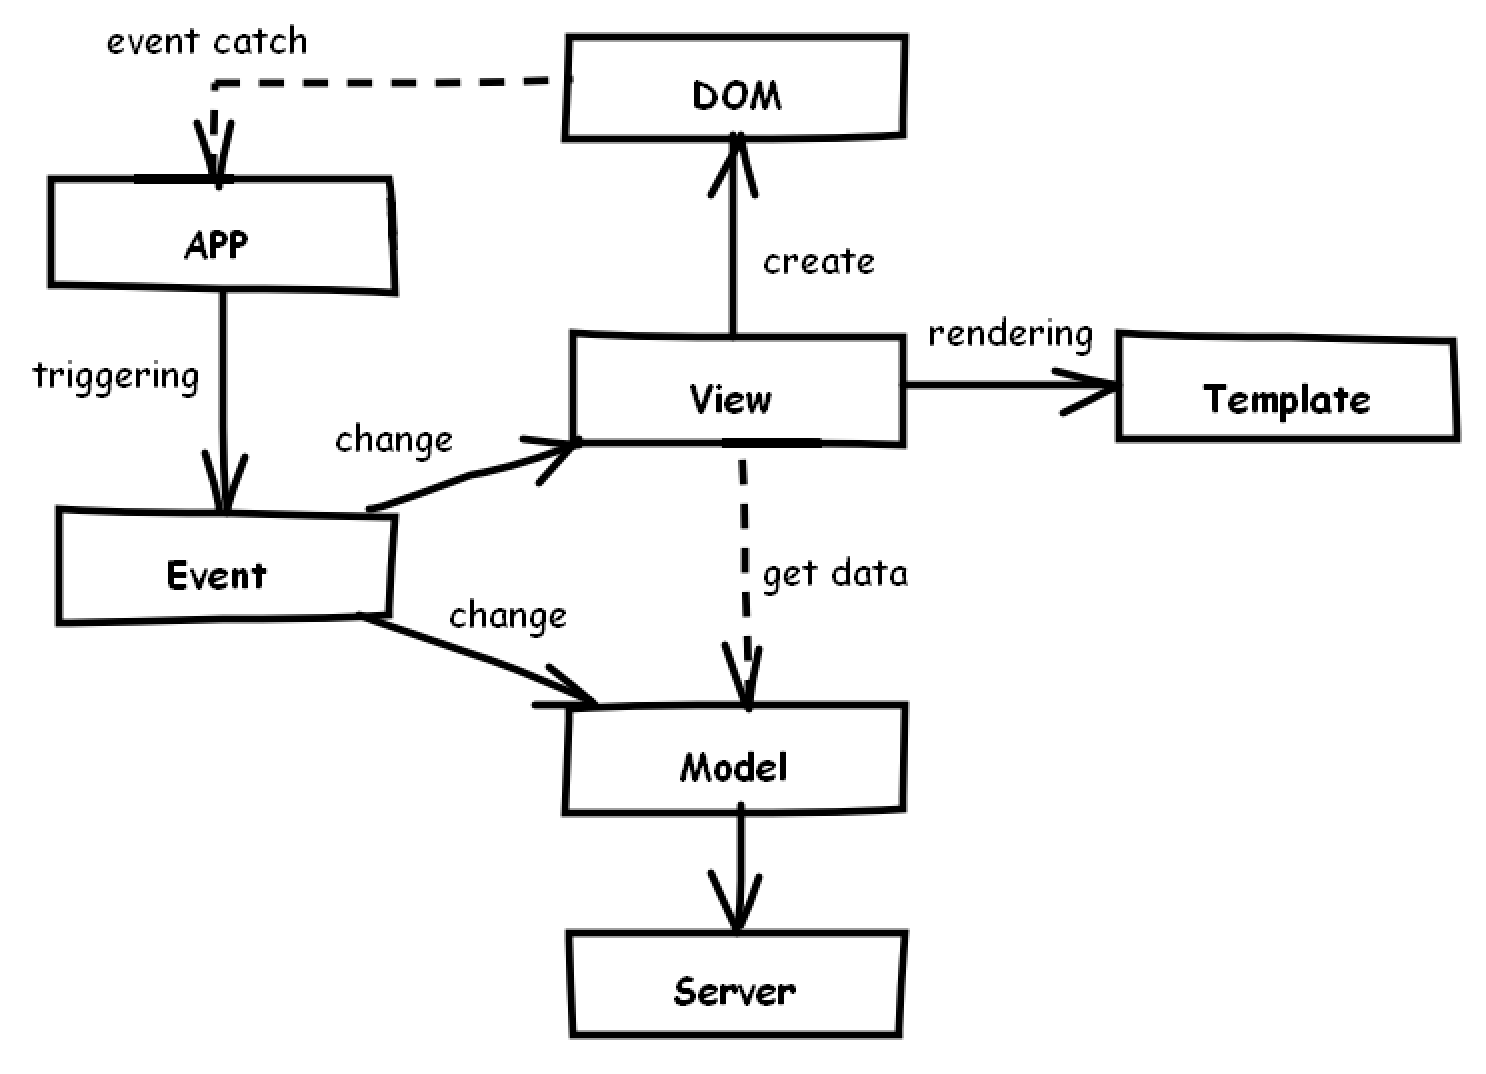 event catch
DOM
APP
create
rendering
triggering
View
Template
change
get data
Event
change
Model
Server